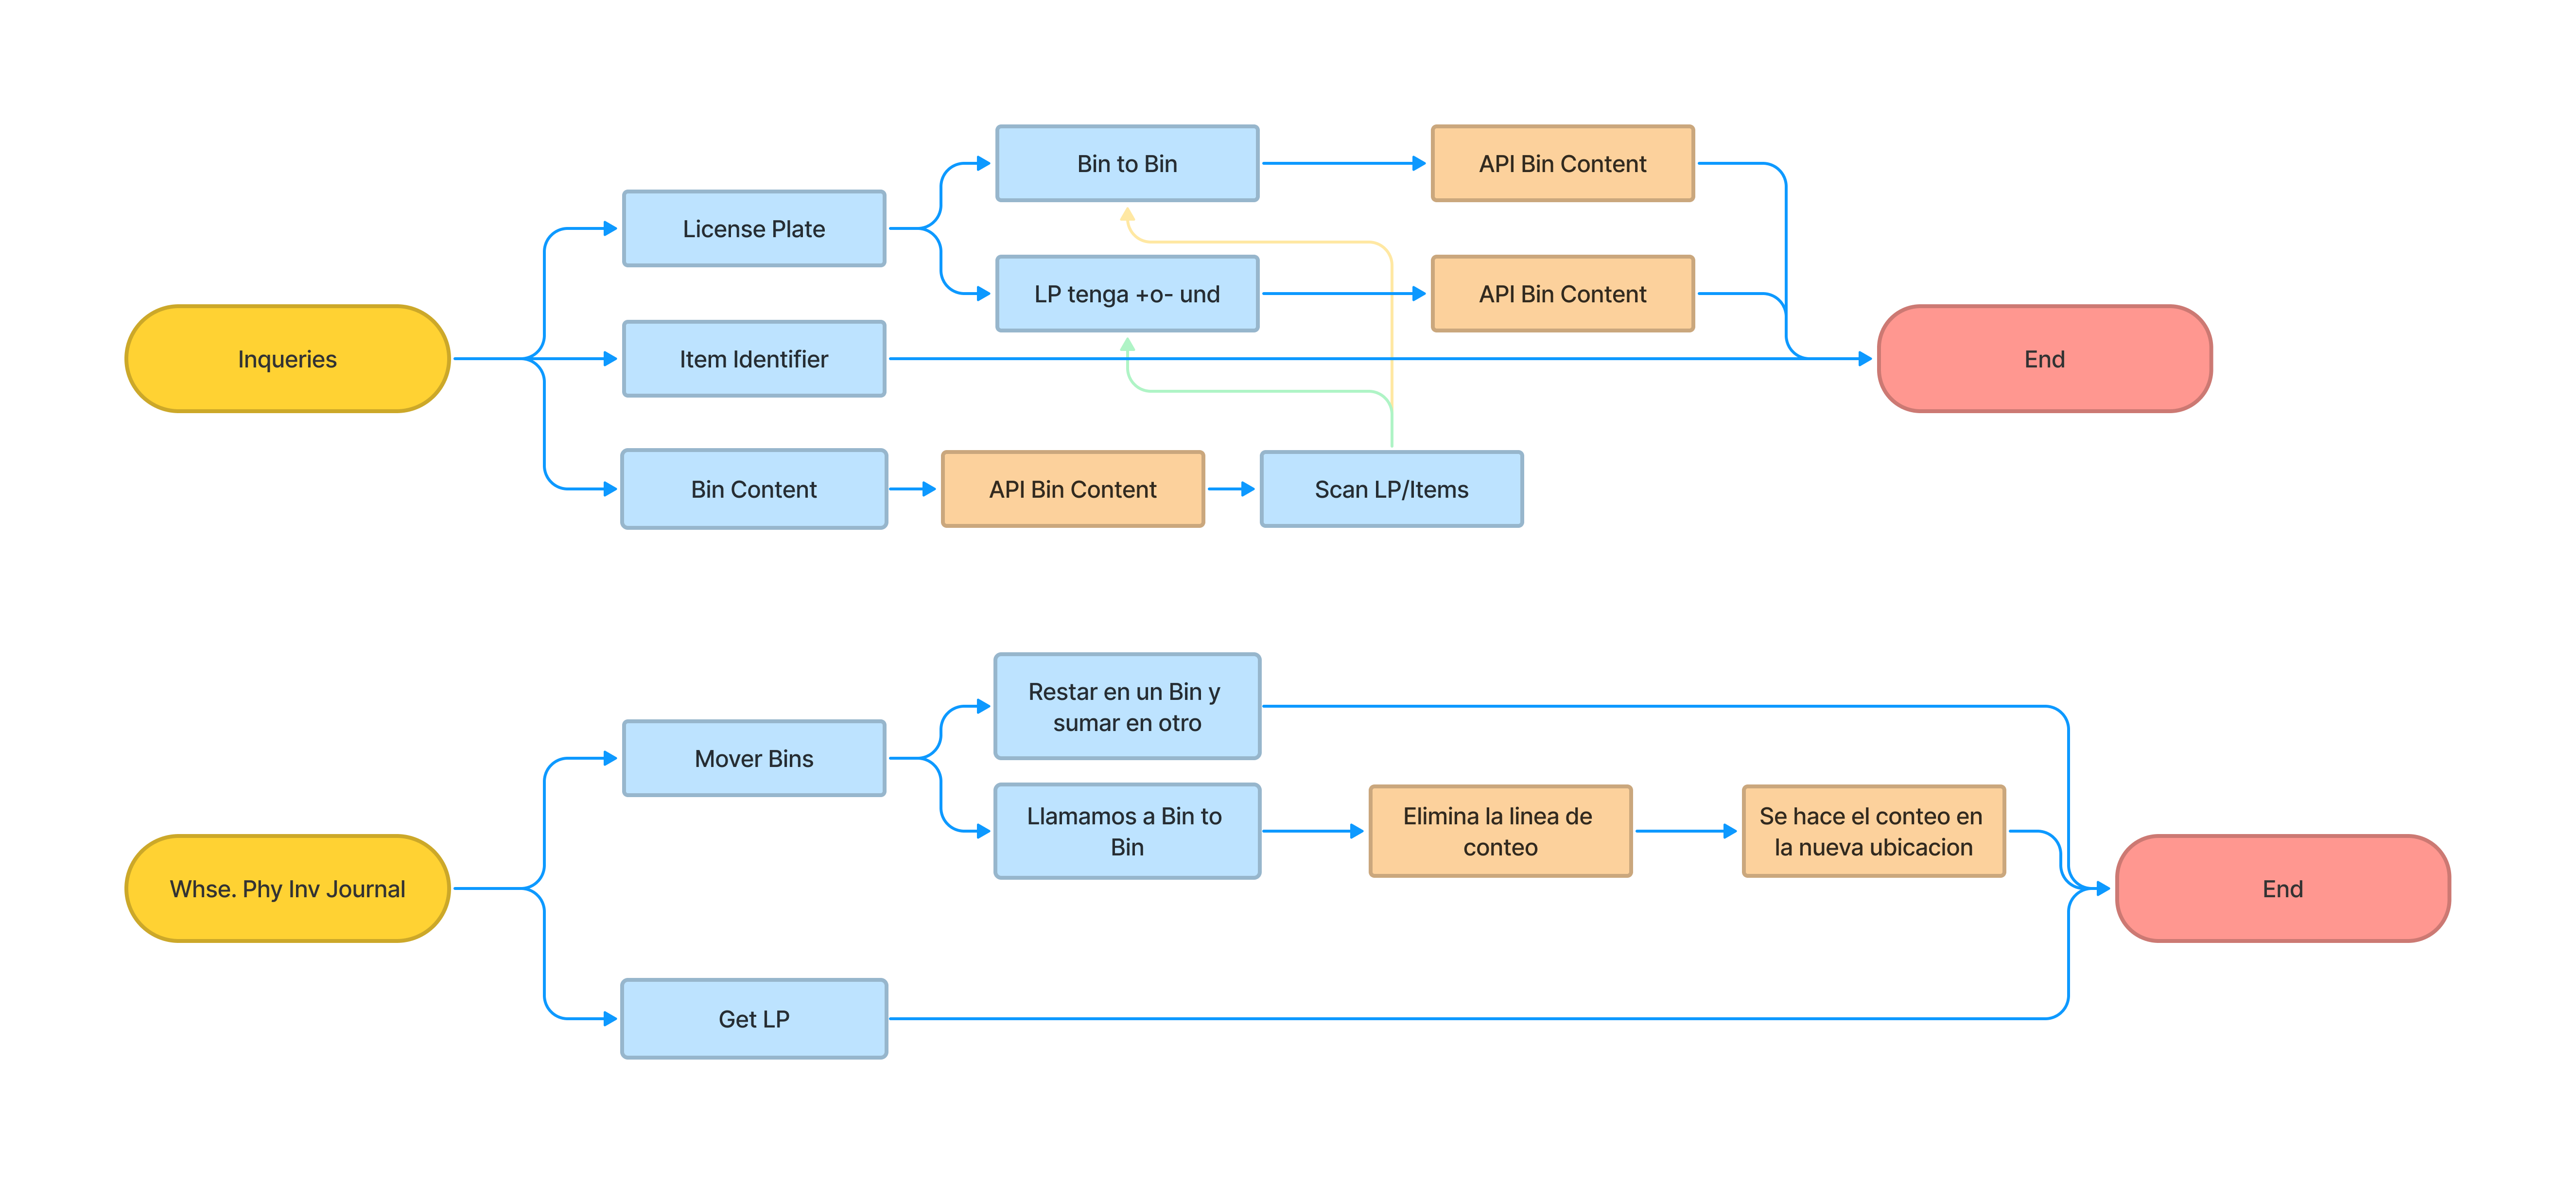 Bin to Bin
API Bin Content
License Plate
LP tenga +o- und
API Bin Content
Inqueries
Item Identifier
End
Bin Content
API Bin Content
Scan LP/Items
Restar en un Bin y
sumar en otro
Mover Bins
Llamamos a Bin to
Bin
Elimina la linea de
conteo
Se hace el conteo en
la nueva ubicacion
Whse. Phy Inv Journal
End
Get LP